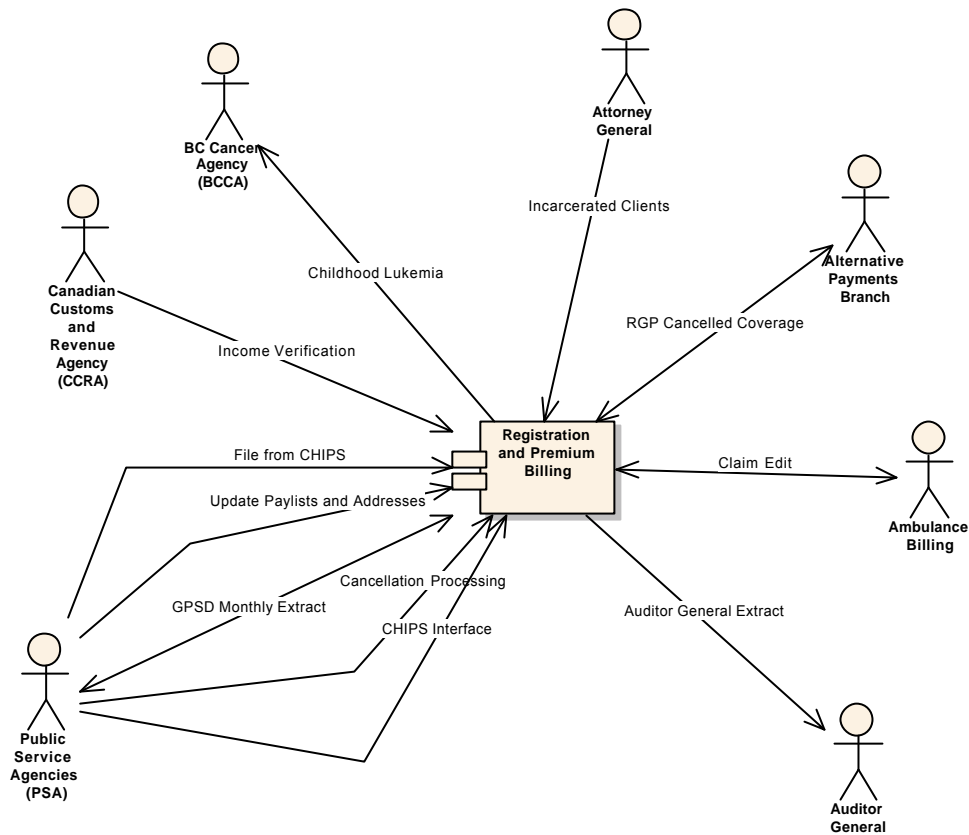 Attorney
General
BC Cancer
Agency
(BCCA)
Incarcerated Clients
Alternative
Payments
Branch
Childhood Lukemia
Canadian
Customs
and
Revenue
Agency
(CCRA)
RGP Cancelled Coverage
Income Verification
Registration
and Premium
Billing
File from CHIPS
Claim Edit
Update Paylists and Addresses
Ambulance
Billing
Cancellation Processing
GPSD Monthly Extract
Auditor General Extract
CHIPS Interface
Public
Service
Agencies
(PSA)
Auditor
General